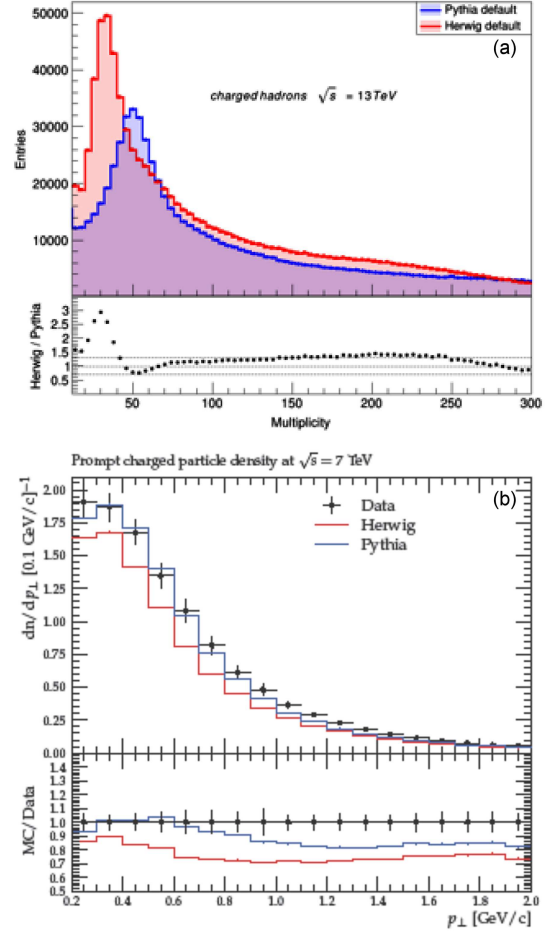 Pythia default
Herwig default
(a)
charged hadrons √s = 13TeV
Entries
50000
40000
30000
20000
10000
Herwig / Pythia
3
2.5
2
1.5
1
0.5
50 100 150 200 250 300
Multiplicity
Prompt charged particle density at √s = 7 TeV
(b)
Data
Herwig
Pythia
dn/dp⊥ [0.1 GeV/c]⁻¹
2.00
1.75
1.50
1.25
1.00
0.75
0.50
0.25
0.00
MC/Data
1.4
1.3
1.2
1.1
1.0
0.9
0.8
0.7
0.6
0.5
0.2 0.4 0.6 0.8 1.0 1.2 1.4 1.6 1.8 2.0
p⊥ [GeV/c]